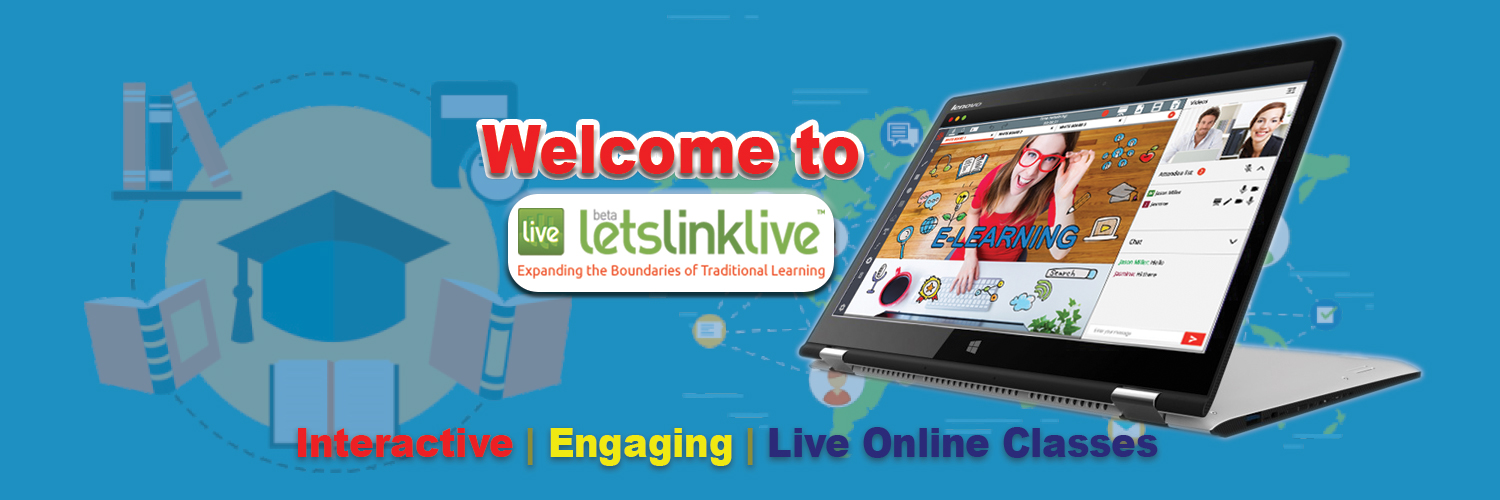 Welcome to
live
beta
letslinklive™
Expanding the Boundaries of Traditional Learning
lenovo
Videos
Attendee list
Jason Miller
Jasmine
E-LEARNING
Search
Chat
Jason Miller: Hello
Jasmine: Hi there
Enter your message
Interactive | Engaging | Live Online Classes